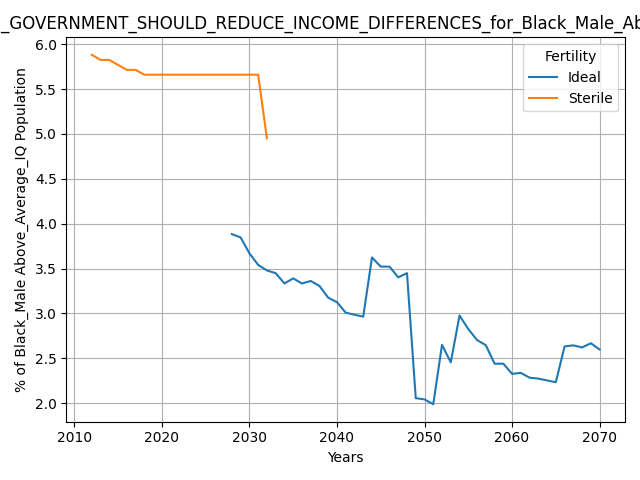 _GOVERNMENT_SHOULD_REDUCE_INCOME_DIFFERENCES_for_Black_Male_Ab
6.0
5.5
5.0
4.5
4.0
3.5
3.0
2.5
2.0
% of Black_Male Above_Average_IQ Population
Fertility
Ideal
Sterile
2010 2020 2030 2040 2050 2060 2070
Years